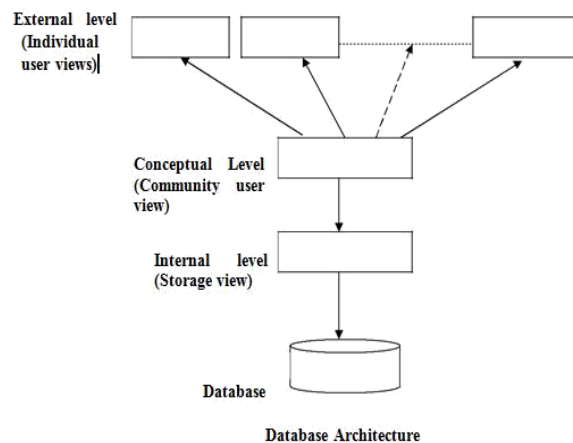 External level
(Individual
user views)
Conceptual Level
(Community user
view)
Internal level
(Storage view)
Database
Database Architecture